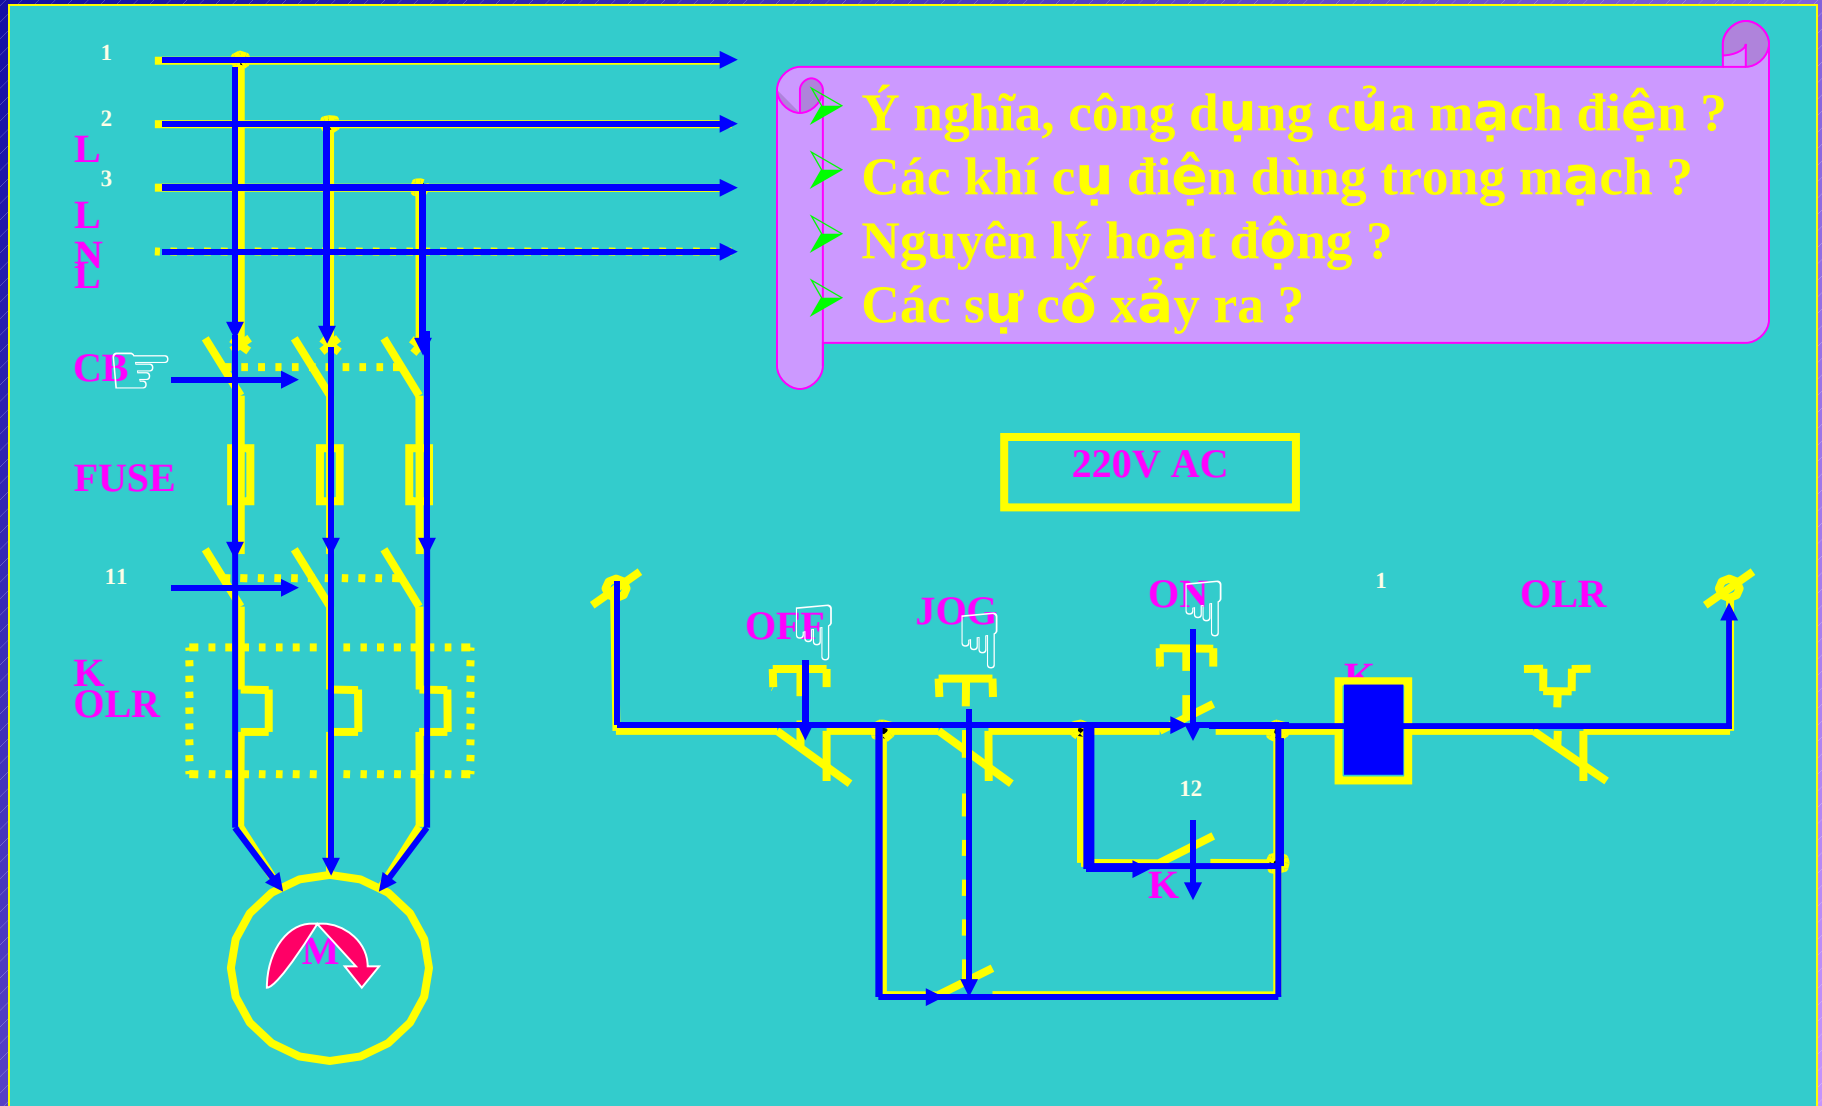 1
2
L
3
L
N
L
Ý nghĩa, công dụng của mạch điện ?
Các khí cụ điện dùng trong mạch ?
Nguyên lý hoạt động ?
Các sự cố xảy ra ?
CB
220V AC
FUSE
11
OFF
JOG
ON
1
OLR
K
OLR
K
12
K
M